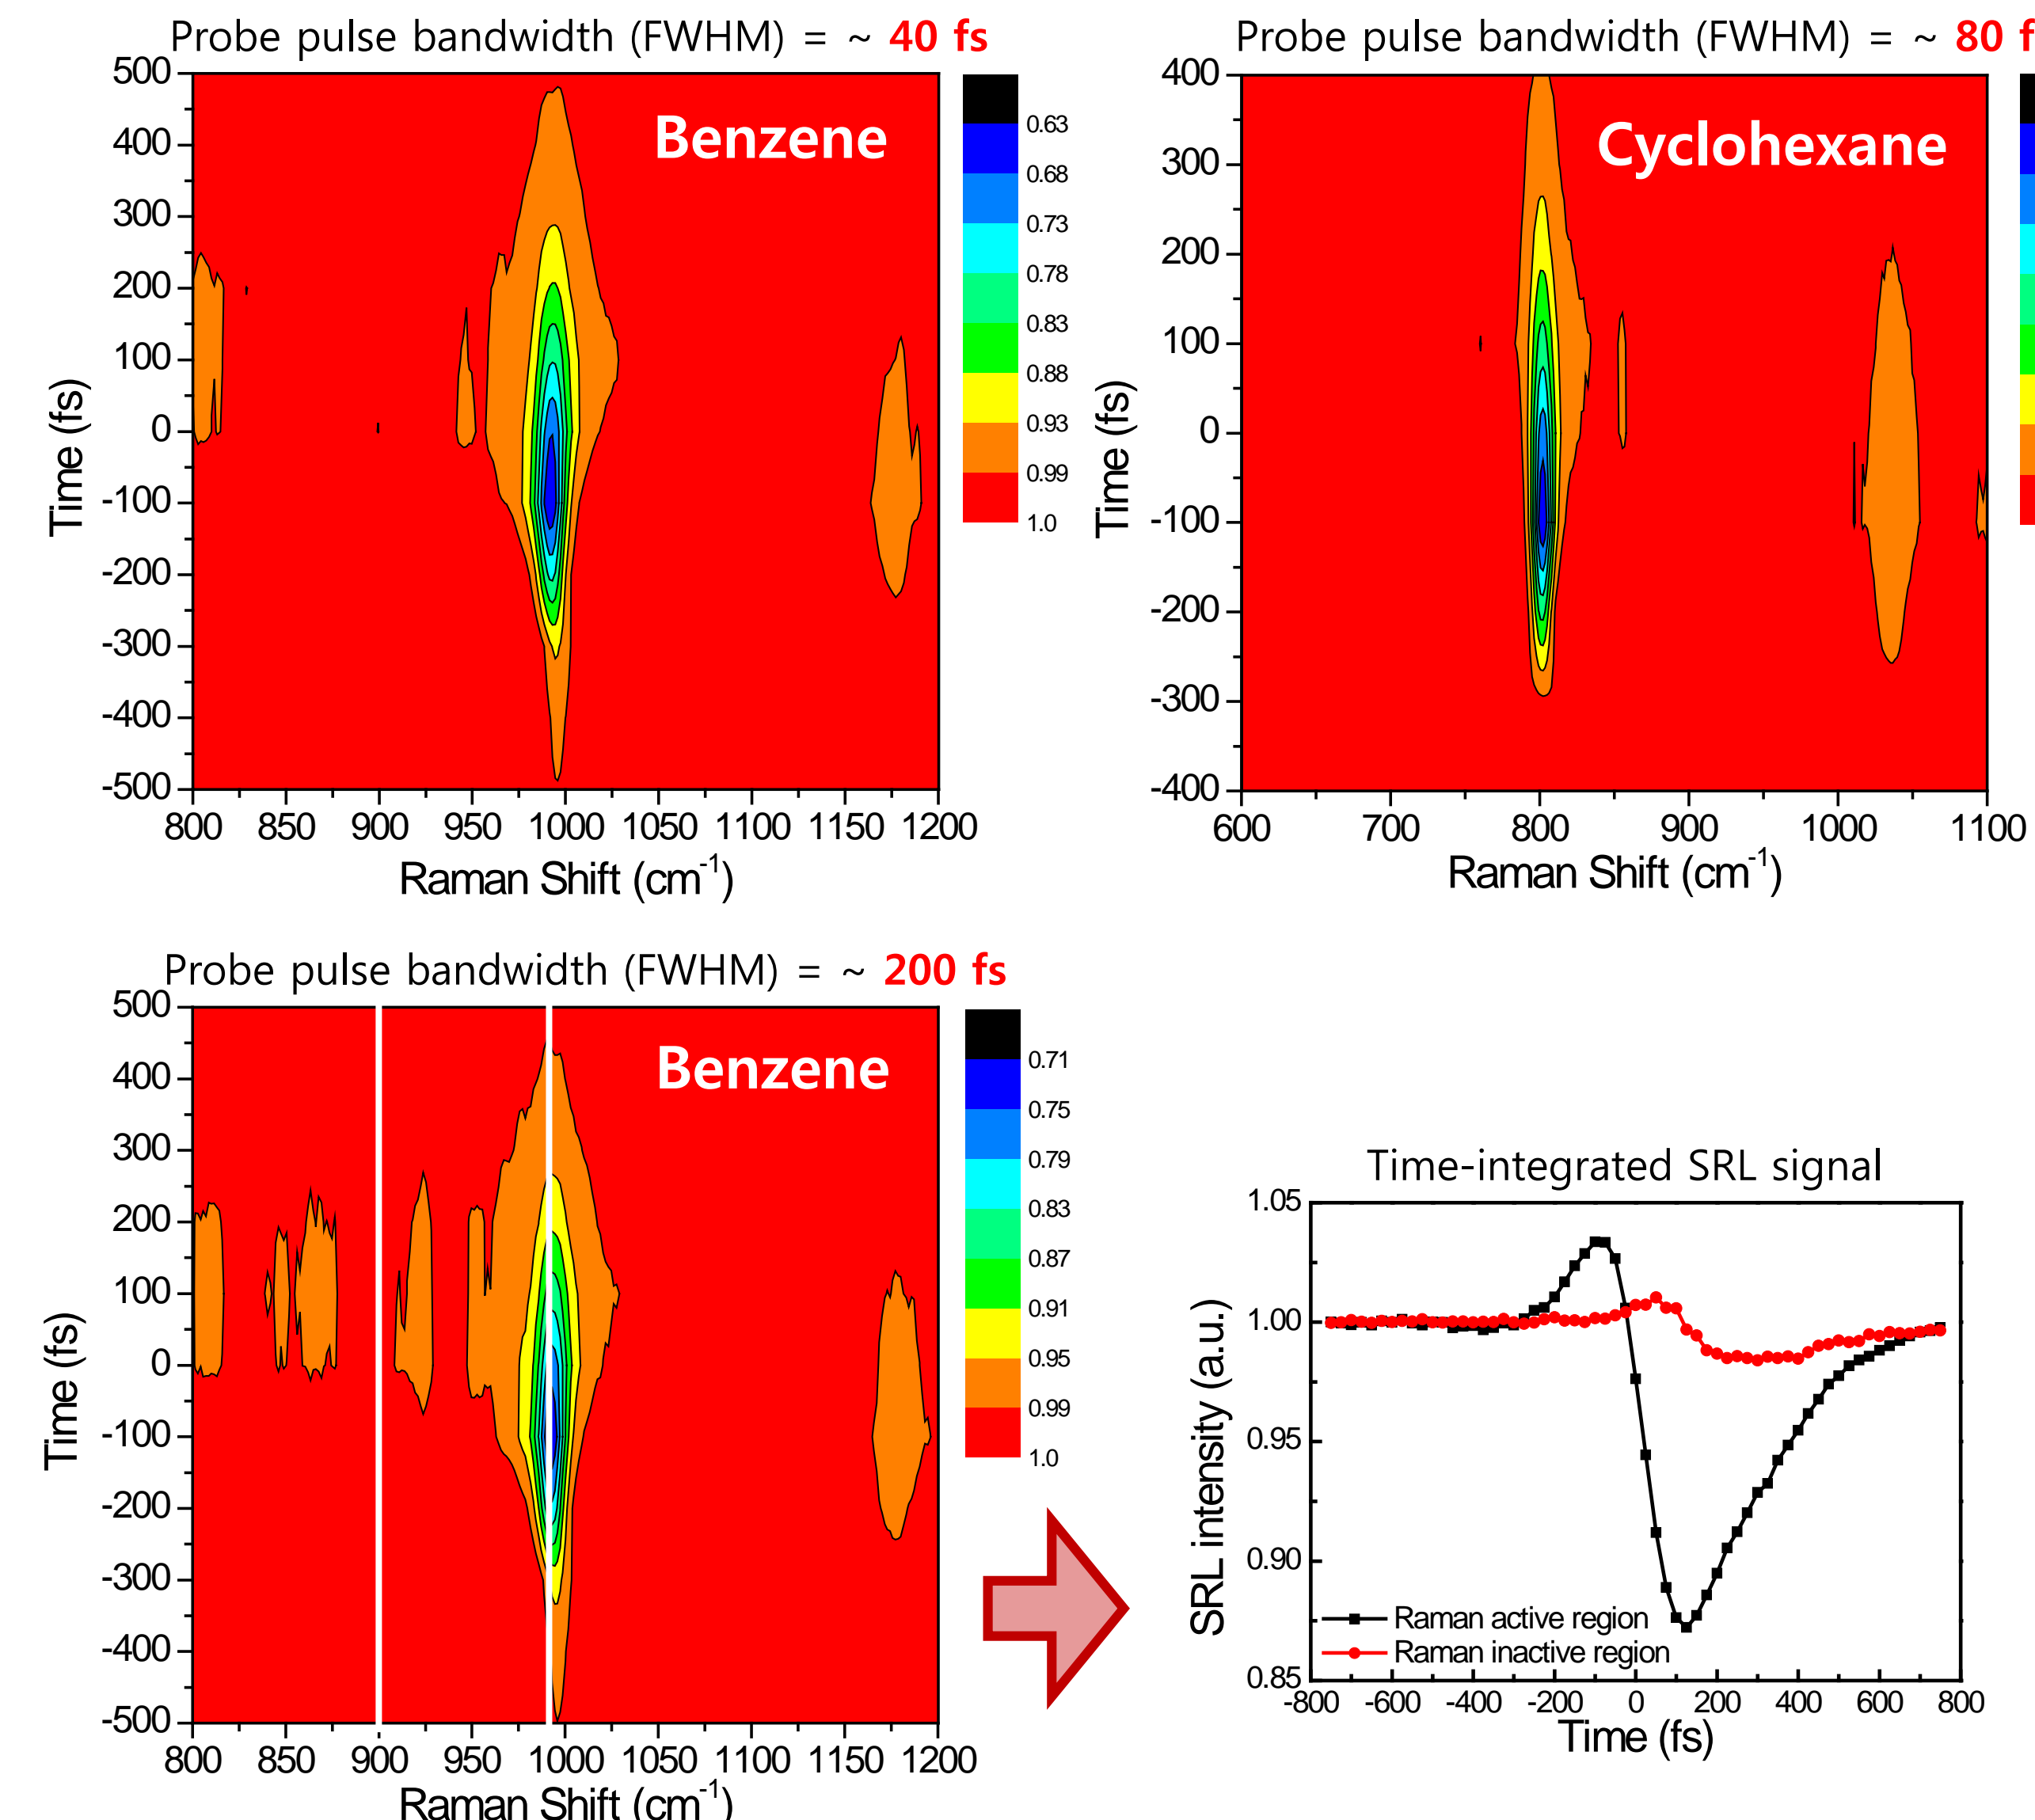 Probe pulse bandwidth (FWHM) = ~ 40 fs
500
400
300
200
100
0
-100
-200
-300
-400
-500
Time (fs)
Benzene
0.63
0.68
0.73
0.78
0.83
0.88
0.93
0.99
1.0
800 850 900 950 1000 1050 1100 1150 1200
Raman Shift (cm⁻¹)
Probe pulse bandwidth (FWHM) = ~ 80 f
400
300
200
100
0
-100
-200
-300
-400
Time (fs)
Cyclohexane
600 700 800 900 1000 1100
Raman Shift (cm⁻¹)
Probe pulse bandwidth (FWHM) = ~ 200 fs
500
400
300
200
100
0
-100
-200
-300
-400
-500
Time (fs)
Benzene
0.71
0.75
0.79
0.83
0.87
0.91
0.95
0.99
1.0
800 850 900 950 1000 1050 1100 1150 1200
Raman Shift (cm⁻¹)
Time-integrated SRL signal
1.05
1.00
0.95
0.90
0.85
SRL intensity (a.u.)
Raman active region
Raman inactive region
-800 -600 -400 -200 0 200 400 600 800
Time (fs)